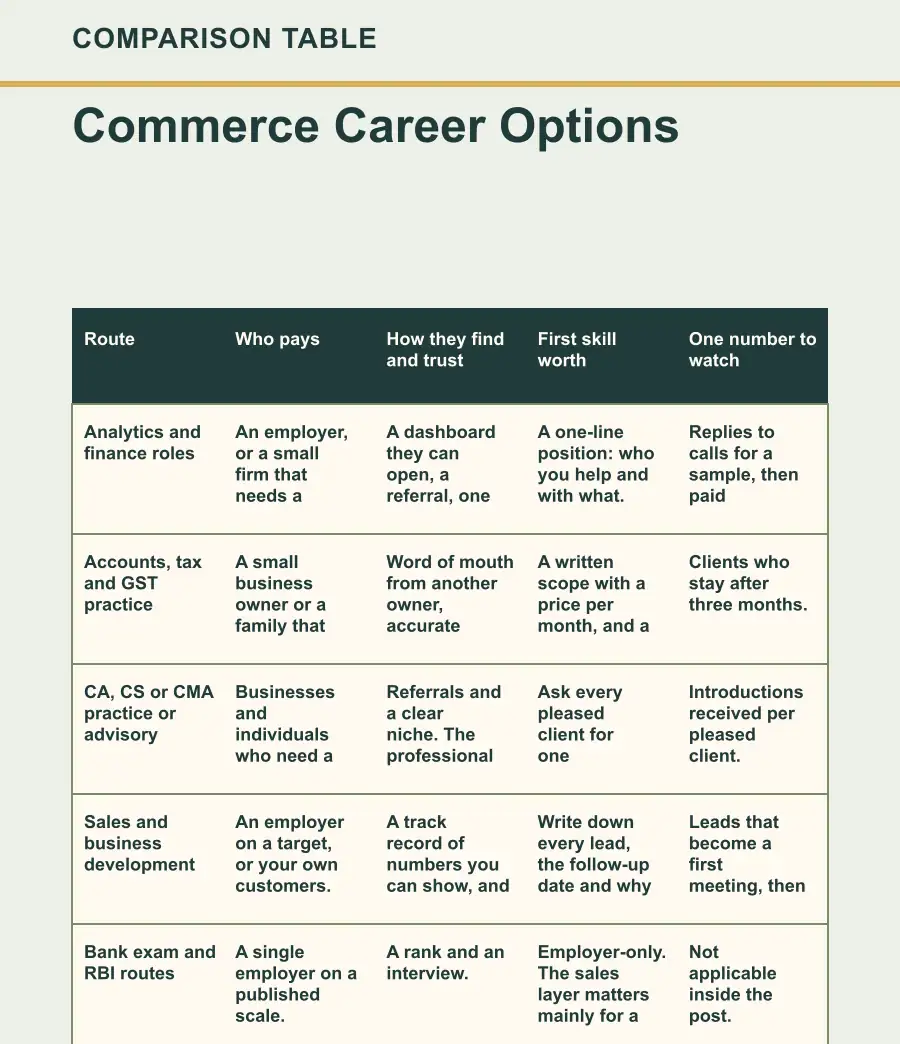 COMPARISON TABLE
Commerce Career Options
Route
Who pays
How they find
and trust
First skill
worth
One number to
watch
Analytics and
finance roles
An employer,
or a small
firm that
needs a
A dashboard
they can
open, a
referral, one
A one-line
position: who
you help and
with what.
Replies to
calls for a
sample, then
paid
Accounts, tax
and GST
practice
A small
business
owner or a
family that
Word of mouth
from another
owner,
accurate
A written
scope with a
price per
month, and a
Clients who
stay after
three months.
CA, CS or CMA
practice or
advisory
Businesses
and
individuals
who need a
Referrals and
a clear
niche. The
professional
Ask every
pleased
client for
one
Introductions
received per
pleased
client.
Sales and
business
development
An employer
on a target,
or your own
customers.
A track
record of
numbers you
can show, and
Write down
every lead,
the follow-up
date and why
Leads that
become a
first
meeting, then
Bank exam and
RBI routes
A single
employer on a
published
scale.
A rank and an
interview.
Employer-only.
The sales
layer matters
mainly for a
Not
applicable
inside the
post.